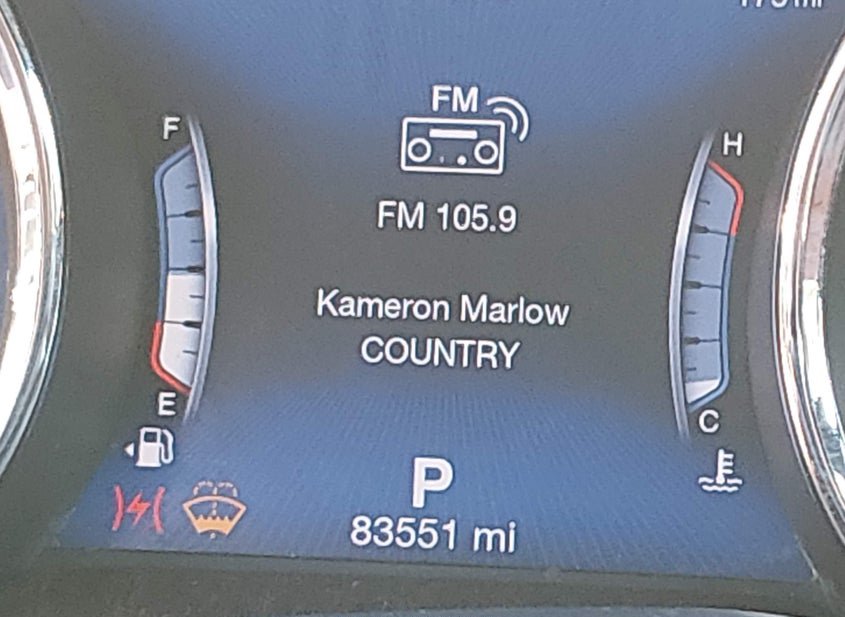 FM
F
H
FM 105.9
Kameron Marlow
COUNTRY
E
C
P
83551 mi